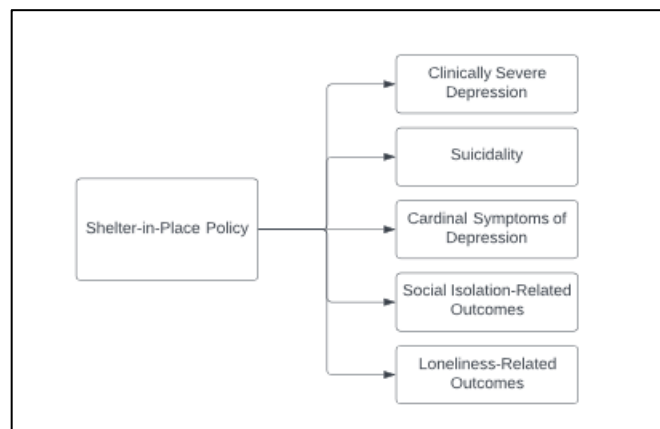 Clinically Severe
Depression
Suicidality
Shelter-in-Place Policy
Cardinal Symptoms of
Depression
Social Isolation-Related
Outcomes
Loneliness-Related
Outcomes